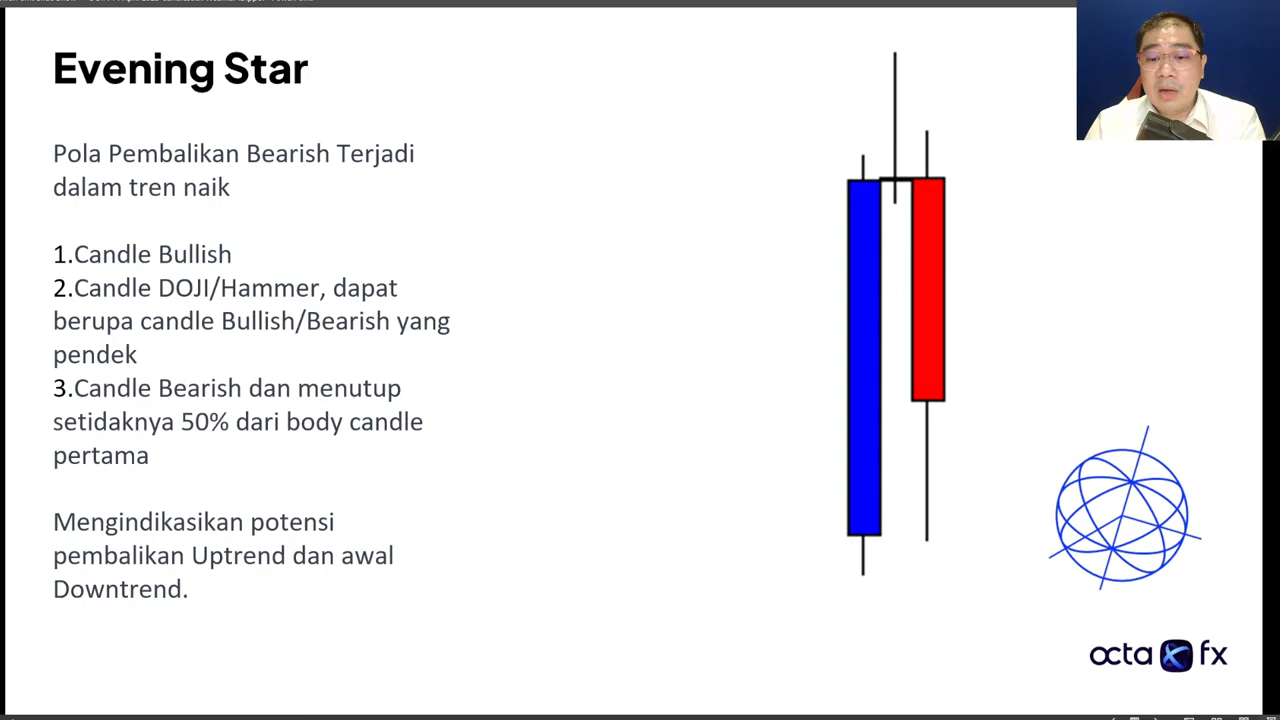 Evening Star
Pola Pembalikan Bearish Terjadi
dalam tren naik
1.Candle Bullish
2.Candle DOJI/Hammer, dapat
berupa candle Bullish/Bearish yang
pendek
3.Candle Bearish dan menutup
setidaknya 50% dari body candle
pertama
Mengindikasikan potensi
pembalikan Uptrend dan awal
Downtrend.
octa fx